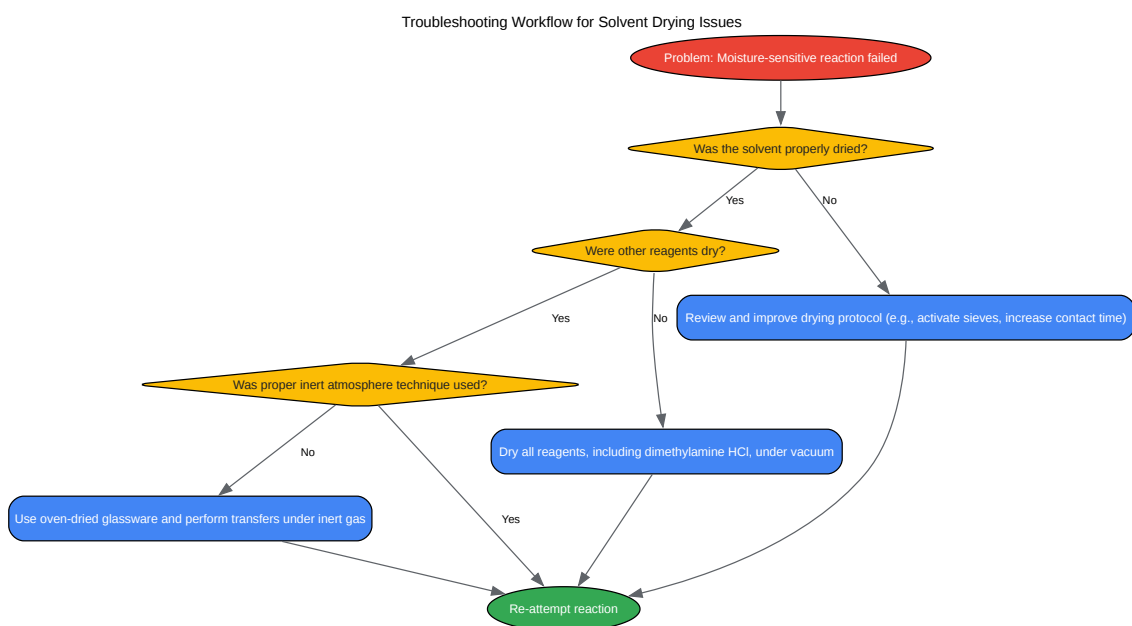 Troubleshooting Workflow for Solvent Drying Issues
Problem: Moisture-sensitive reaction failed
Was the solvent properly dried?
Yes
No
Were other reagents dry?
Review and improve drying protocol (e.g., activate sieves, increase contact time)
Yes
No
Was proper inert atmosphere technique used?
No
Dry all reagents, including dimethylamine HCl, under vacuum
Use oven-dried glassware and perform transfers under inert gas
Yes
Re-attempt reaction